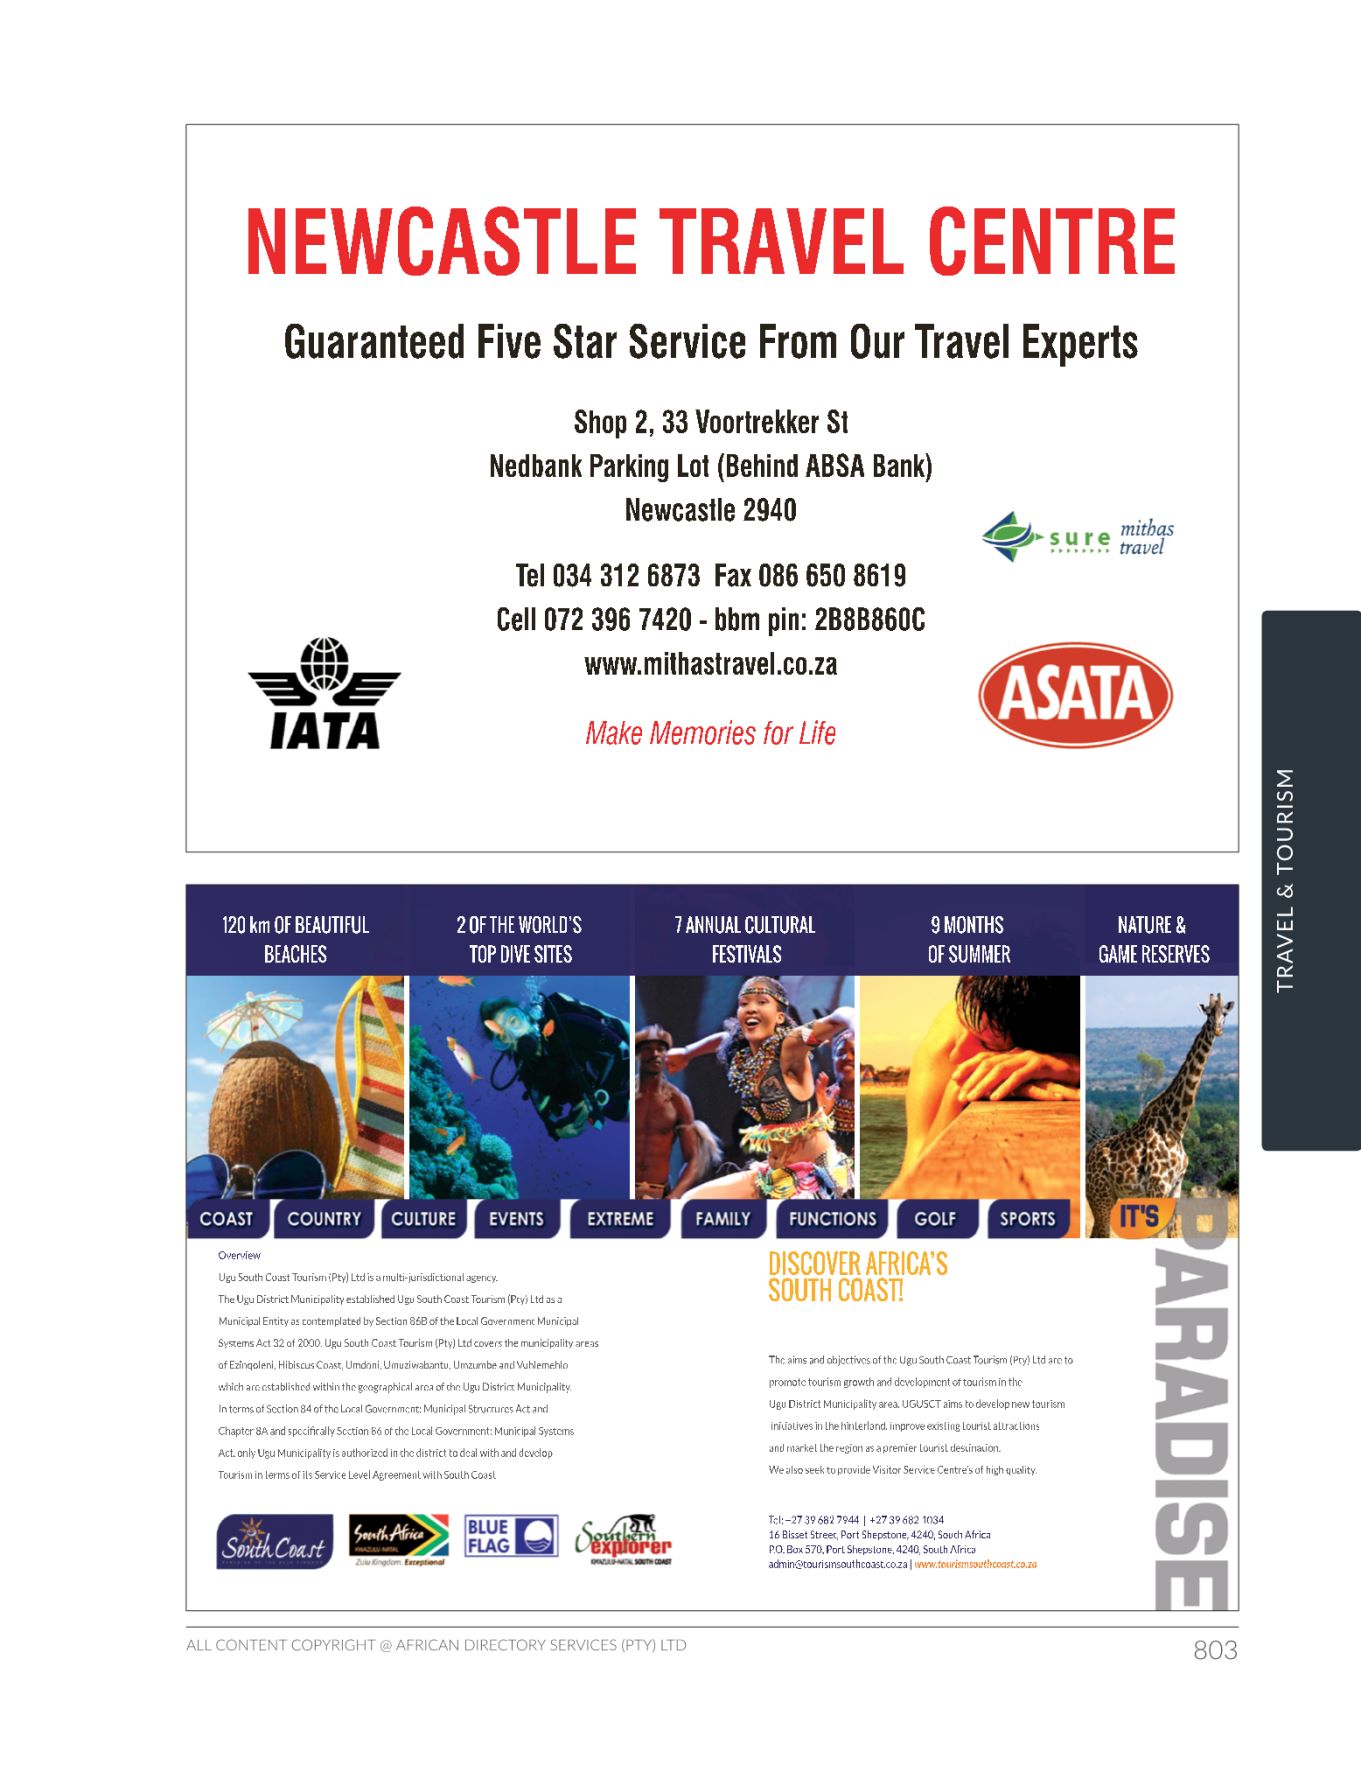 NEWCASTLE TRAVEL CENTRE
Guaranteed Five Star Service From Our Travel Experts
Shop 2, 33 Voortrekker St
Nedbank Parking Lot (Behind ABSA Bank)
Newcastle 2940
sure mithas
travel
Tel 034 312 6873 Fax 086 650 8619
Cell 072 396 7420 - bbm pin: 2B8B860C
www.mithastravel.co.za
IATA
ASATA
Make Memories for Life
TRAVEL & TOURISM
120 km OF BEAUTIFUL
BEACHES
2 OF THE WORLD'S
TOP DIVE SITES
7 ANNUAL CULTURAL
FESTIVALS
9 MONTHS
OF SUMMER
NATURE &
GAME RESERVES
COAST COUNTRY CULTURE EVENTS EXTREME FAMILY FUNCTIONS GOLF SPORTS IT'S
PARADISE
Overview
Ugu South Coast Tourism (Pty) Ltd is a multi-jurisdictional agency.
The Ugu District Municipality established Ugu South Coast Tourism (Pty) Ltd as a
Municipal Entity as contemplated by Section 86B of the Local Government Municipal
Systems Act 32 of 2000. Ugu South Coast Tourism (Pty) Ltd covers the municipality areas
of Ezinqoleni, Hibiscus Coast, Umdoni, Umuziwabantu, Umzumbe and Vuhlemehlo
which are established within the geographical area of the Ugu District Municipality.
In terms of Section 84 of the Local Government: Municipal Structures Act and
Chapter 8A and specifically Section 86 of the Local Government: Municipal Systems
Act, only Ugu Municipality is authorized in the district to deal with and develop
Tourism in terms of its Service Level Agreement with South Coast
DISCOVER AFRICA'S
SOUTH COAST!
The aims and objectives of the Ugu South Coast Tourism (Pty) Ltd are to
promote tourism growth and development of tourism in the
Ugu District Municipality area. UGUSCT aims to develop new tourism
initiatives in the hinterland, improve existing tourist attractions
and market the region as a premier tourist destination.
We also seek to provide Visitor Service Centre's of high quality.
South Coast
South Africa
KWAZULU-NATAL
Zulu Kingdom. Exceptional
BLUE
FLAG
Southern
explorer
KWAZULU-NATAL SOUTH COAST
Tel: +27 39 682 7944 | +27 39 682 1034
16 Bisset Street, Port Shepstone, 4240, South Africa
P.O. Box 570, Port Shepstone, 4240, South Africa
admin@tourismsouthcoast.co.za | www.tourismsouthcoast.co.za
ALL CONTENT COPYRIGHT @ AFRICAN DIRECTORY SERVICES (PTY) LTD
803